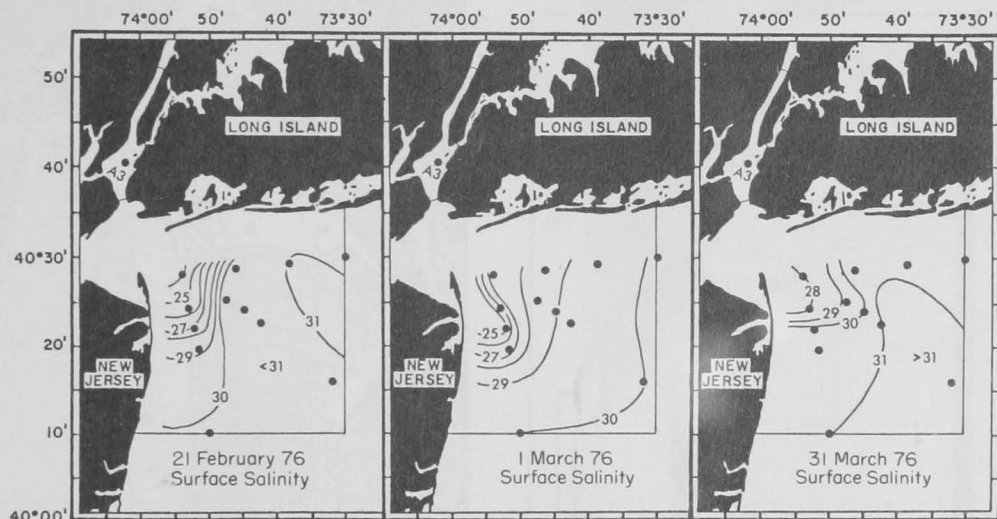 74°00' 50' 40' 73°30' 74°00' 50' 40' 73°30' 74°00' 50' 40' 73°30'
50'
40'
40°30'
20'
10'
40°00'
LONG ISLAND
A3
25
27
29
31
<31
30
NEW
JERSEY
21 February 76
Surface Salinity
LONG ISLAND
A3
25
27
29
30
NEW
JERSEY
1 March 76
Surface Salinity
LONG ISLAND
A3
28
29
30
31
>31
NEW
JERSEY
31 March 76
Surface Salinity